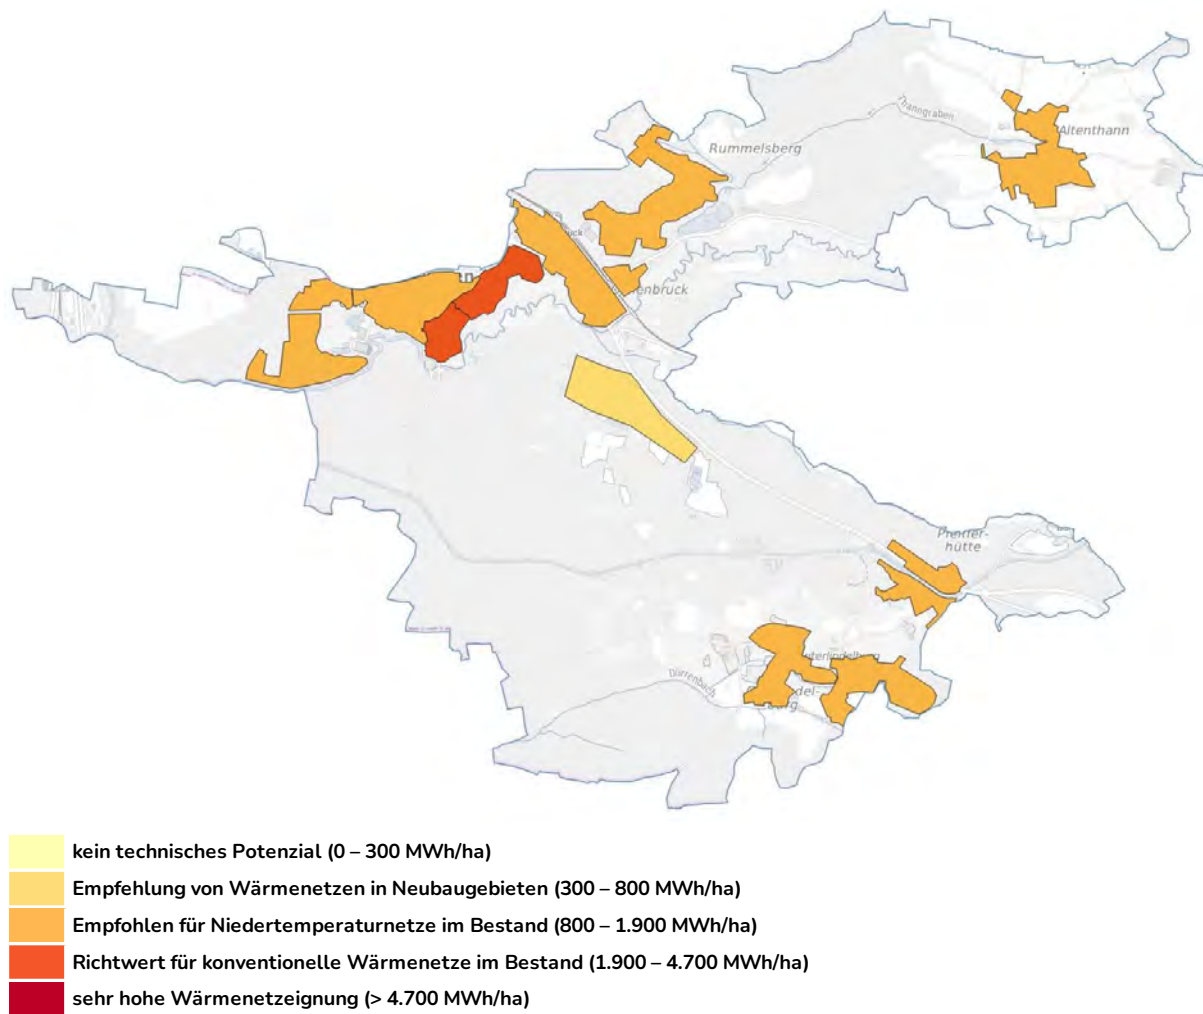 Thanngraben
Altenthann
Rummelsberg
uck
enbruck
hütte
Dürrenbach
kein technisches Potenzial (0 – 300 MWh/ha)
Empfehlung von Wärmenetzen in Neubaugebieten (300 – 800 MWh/ha)
Empfohlen für Niedertemperaturnetze im Bestand (800 – 1.900 MWh/ha)
Richtwert für konventionelle Wärmenetze im Bestand (1.900 – 4.700 MWh/ha)
sehr hohe Wärmenetzeignung (> 4.700 MWh/ha)